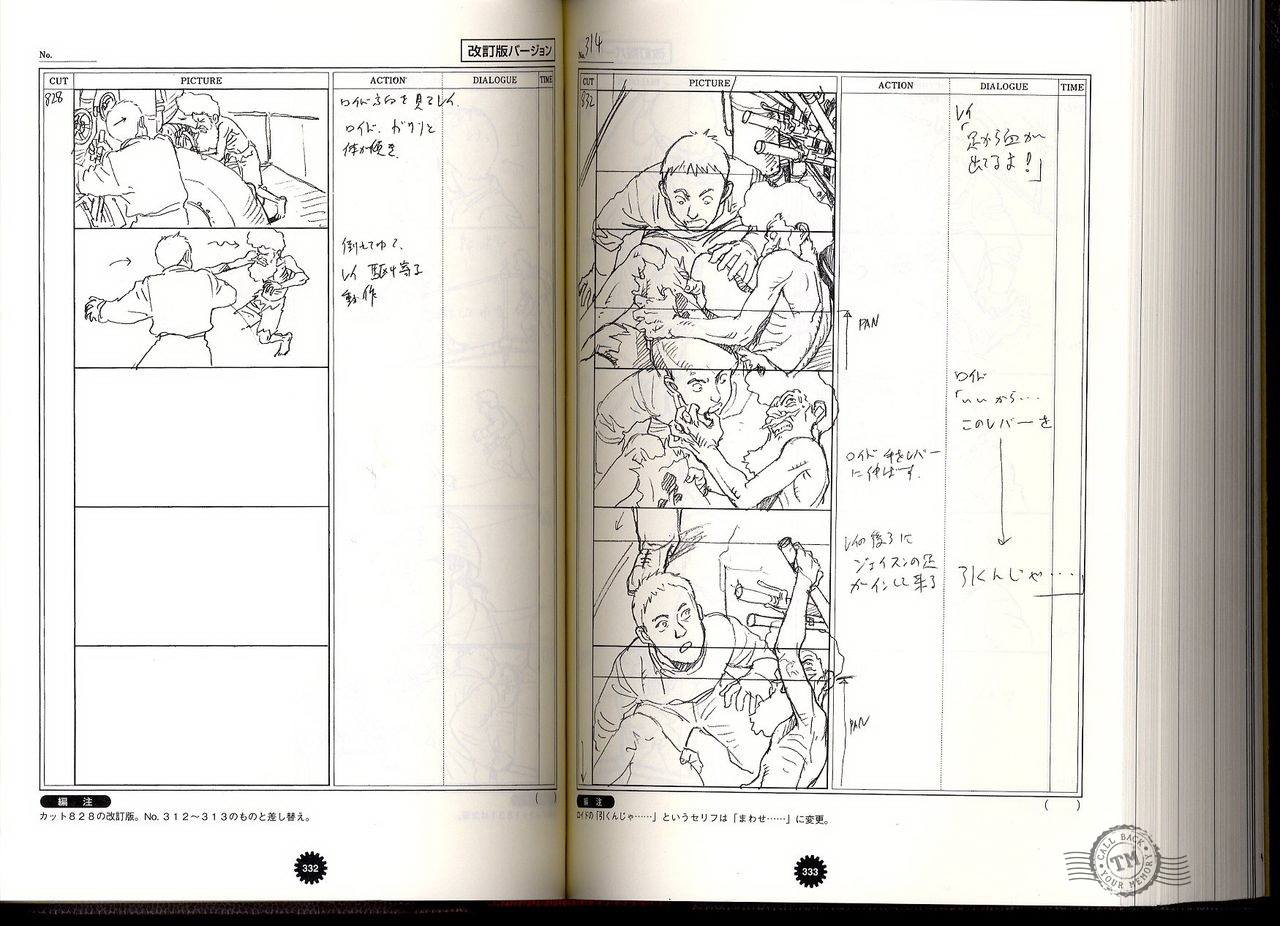 No.
改訂版バージョン
CUT
PICTURE
ACTION
DIALOGUE
TIME
828
ロイド
を見てレイ.
ロイド. ガクリと
体が傾き
倒れてゆく、
レイ 駆け寄る
動作
( )
編 注
カット828の改訂版。No. 312〜313のものと差し替え。
332
No. 314
CUT
PICTURE
ACTION
DIALOGUE
TIME
832
レイ
「足から血が
出てるよ!」
PAN
ロイド
「いいから…
このレバーを
ロイド 手をレバー
に伸ばす.
レイの後ろに
ジェイスンの足
がインして来る
引くんじゃ…
PAN
( )
編 注
ロイドの「引くんじゃ……」というセリフは「まわせ……」に変更。
333
CALL BACK
TM
YOUR MEMORY